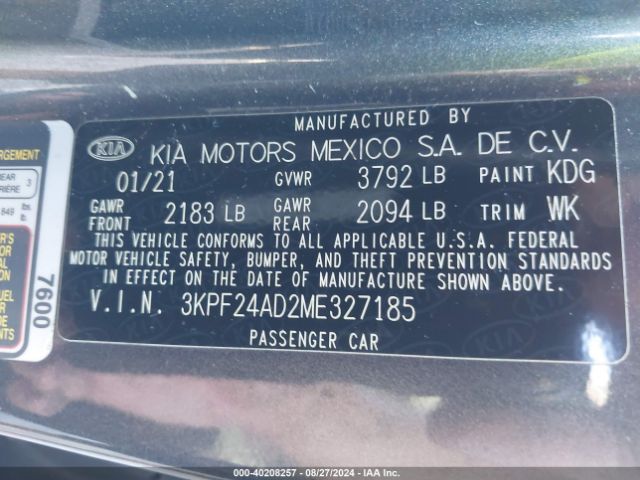 MANUFACTURED BY
KIA KIA MOTORS MEXICO S.A. DE C.V.
01/21 GVWR 3792 LB PAINT KDG
GAWR FRONT 2183 LB GAWR REAR 2094 LB TRIM WK
THIS VEHICLE CONFORMS TO ALL APPLICABLE U.S.A. FEDERAL
MOTOR VEHICLE SAFETY, BUMPER, AND THEFT PREVENTION STANDARDS
IN EFFECT ON THE DATE OF MANUFACTURE SHOWN ABOVE.
V.I.N. 3KPF24AD2ME327185
PASSENGER CAR
7600
3
849 lbs.
000-40208257 - 08/27/2024 - IAA Inc.